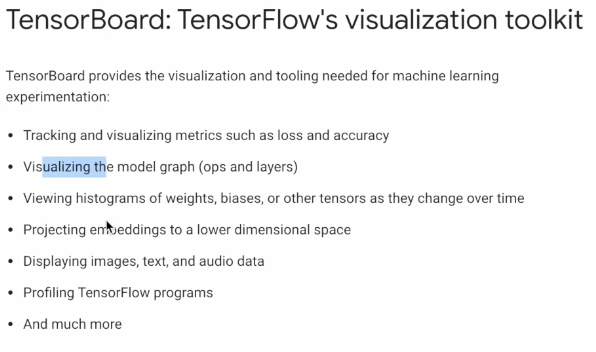 TensorBoard: TensorFlow's visualization toolkit
TensorBoard provides the visualization and tooling needed for machine learning
experimentation:
• Tracking and visualizing metrics such as loss and accuracy
• Visualizing the model graph (ops and layers)
• Viewing histograms of weights, biases, or other tensors as they change over time
• Projecting embeddings to a lower dimensional space
• Displaying images, text, and audio data
• Profiling TensorFlow programs
• And much more